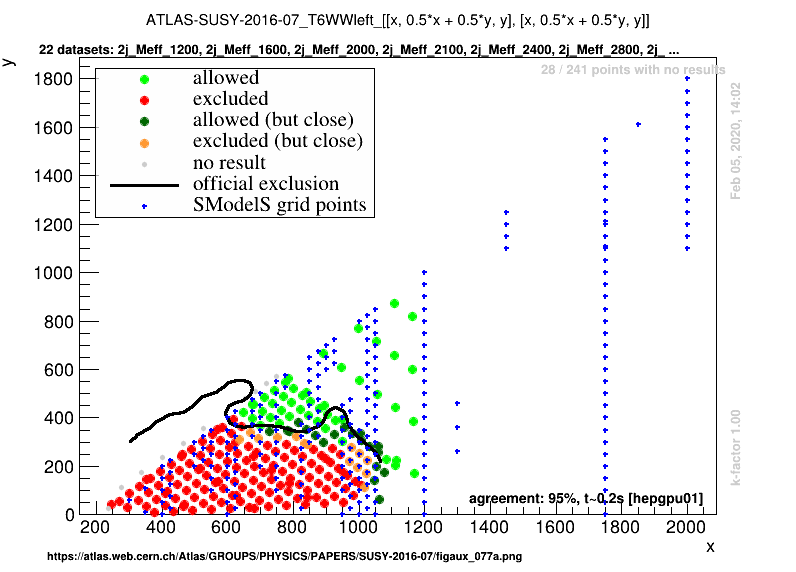 ATLAS-SUSY-2016-07_T6WWleft_[[x, 0.5*x + 0.5*y, y], [x, 0.5*x + 0.5*y, y]]
22 datasets: 2j_Meff_1200, 2j_Meff_1600, 2j_Meff_2000, 2j_Meff_2100, 2j_Meff_2400, 2j_Meff_2800, 2j_ ...
y
28 / 241 points with no results
allowed
excluded
allowed (but close)
excluded (but close)
no result
official exclusion
SModelS grid points
Feb 05, 2020, 14:02
k-factor 1.00
1800
1600
1400
1200
1000
800
600
400
200
0
agreement: 95%, t~0.2s [hepgpu01]
200 400 600 800 1000 1200 1400 1600 1800 2000
x
https://atlas.web.cern.ch/Atlas/GROUPS/PHYSICS/PAPERS/SUSY-2016-07/figaux_077a.png